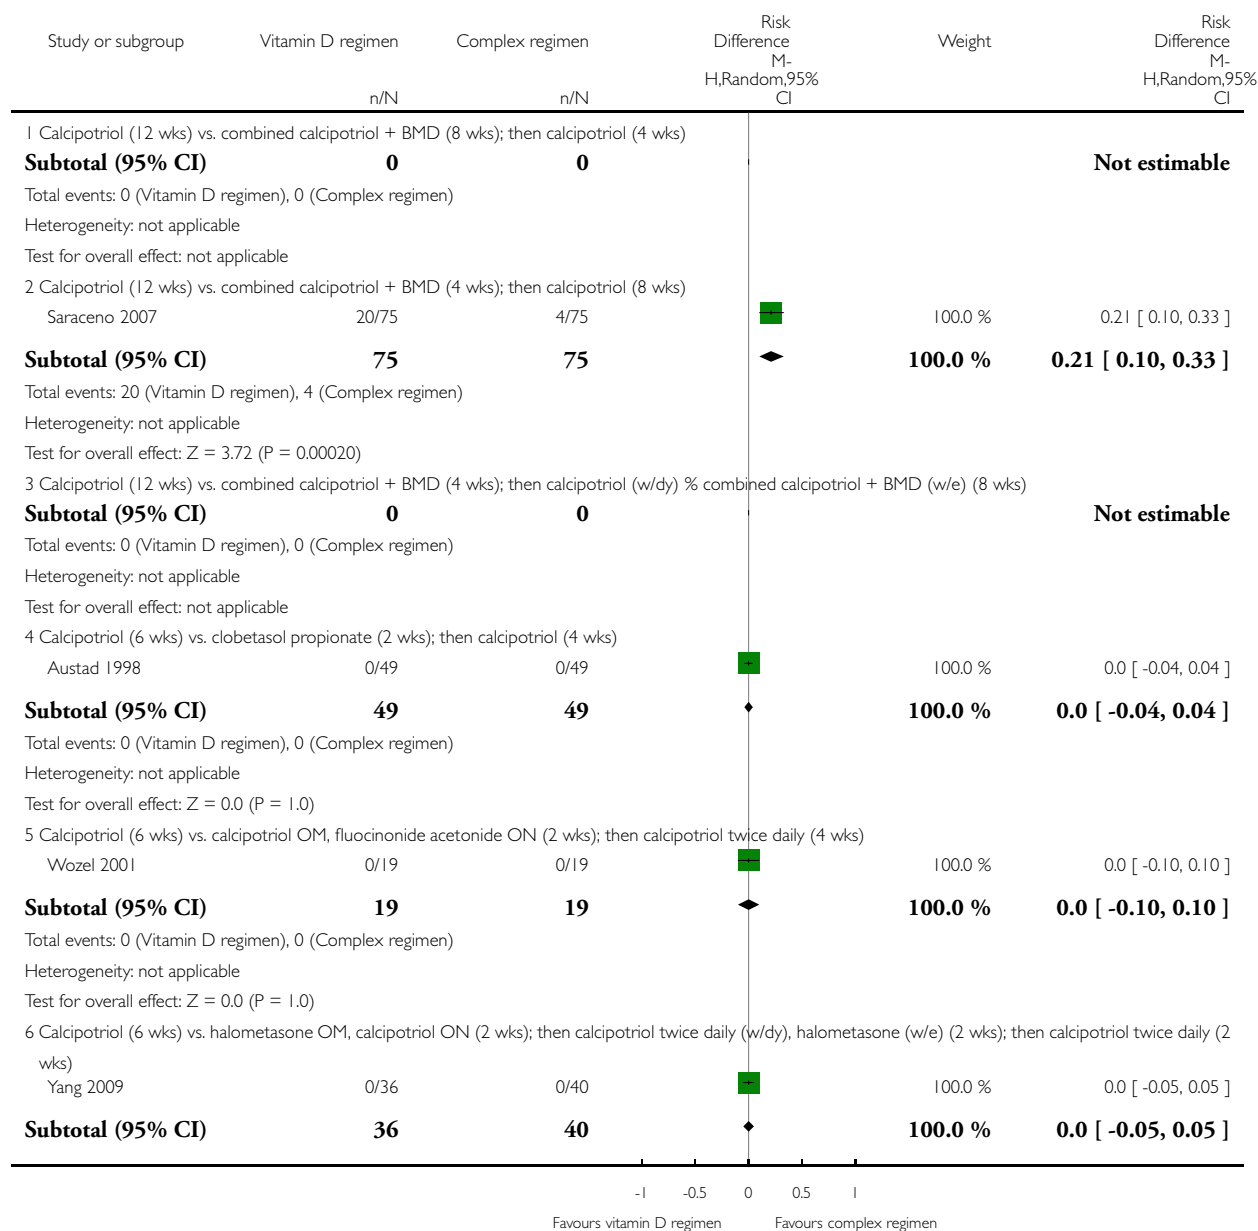 Study or subgroup Vitamin D regimen Complex regimen Risk Difference Weight Risk Difference
M-H,Random,95% CI M-H,Random,95% CI
n/N n/N
1 Calcipotriol (12 wks) vs. combined calcipotriol + BMD (8 wks); then calcipotriol (4 wks)
Subtotal (95% CI) 0 0 Not estimable
Total events: 0 (Vitamin D regimen), 0 (Complex regimen)
Heterogeneity: not applicable
Test for overall effect: not applicable
2 Calcipotriol (12 wks) vs. combined calcipotriol + BMD (4 wks); then calcipotriol (8 wks)
Saraceno 2007 20/75 4/75 100.0 % 0.21 [ 0.10, 0.33 ]
Subtotal (95% CI) 75 75 100.0 % 0.21 [ 0.10, 0.33 ]
Total events: 20 (Vitamin D regimen), 4 (Complex regimen)
Heterogeneity: not applicable
Test for overall effect: Z = 3.72 (P = 0.00020)
3 Calcipotriol (12 wks) vs. combined calcipotriol + BMD (4 wks); then calcipotriol (w/dy) % combined calcipotriol + BMD (w/e) (8 wks)
Subtotal (95% CI) 0 0 Not estimable
Total events: 0 (Vitamin D regimen), 0 (Complex regimen)
Heterogeneity: not applicable
Test for overall effect: not applicable
4 Calcipotriol (6 wks) vs. clobetasol propionate (2 wks); then calcipotriol (4 wks)
Austad 1998 0/49 0/49 100.0 % 0.0 [ -0.04, 0.04 ]
Subtotal (95% CI) 49 49 100.0 % 0.0 [ -0.04, 0.04 ]
Total events: 0 (Vitamin D regimen), 0 (Complex regimen)
Heterogeneity: not applicable
Test for overall effect: Z = 0.0 (P = 1.0)
5 Calcipotriol (6 wks) vs. calcipotriol OM, fluocinonide acetonide ON (2 wks); then calcipotriol twice daily (4 wks)
Wozel 2001 0/19 0/19 100.0 % 0.0 [ -0.10, 0.10 ]
Subtotal (95% CI) 19 19 100.0 % 0.0 [ -0.10, 0.10 ]
Total events: 0 (Vitamin D regimen), 0 (Complex regimen)
Heterogeneity: not applicable
Test for overall effect: Z = 0.0 (P = 1.0)
6 Calcipotriol (6 wks) vs. halometasone OM, calcipotriol ON (2 wks); then calcipotriol twice daily (w/dy), halometasone (w/e) (2 wks); then calcipotriol twice daily (2
wks)
Yang 2009 0/36 0/40 100.0 % 0.0 [ -0.05, 0.05 ]
Subtotal (95% CI) 36 40 100.0 % 0.0 [ -0.05, 0.05 ]
-1 -0.5 0 0.5 1
Favours vitamin D regimen Favours complex regimen